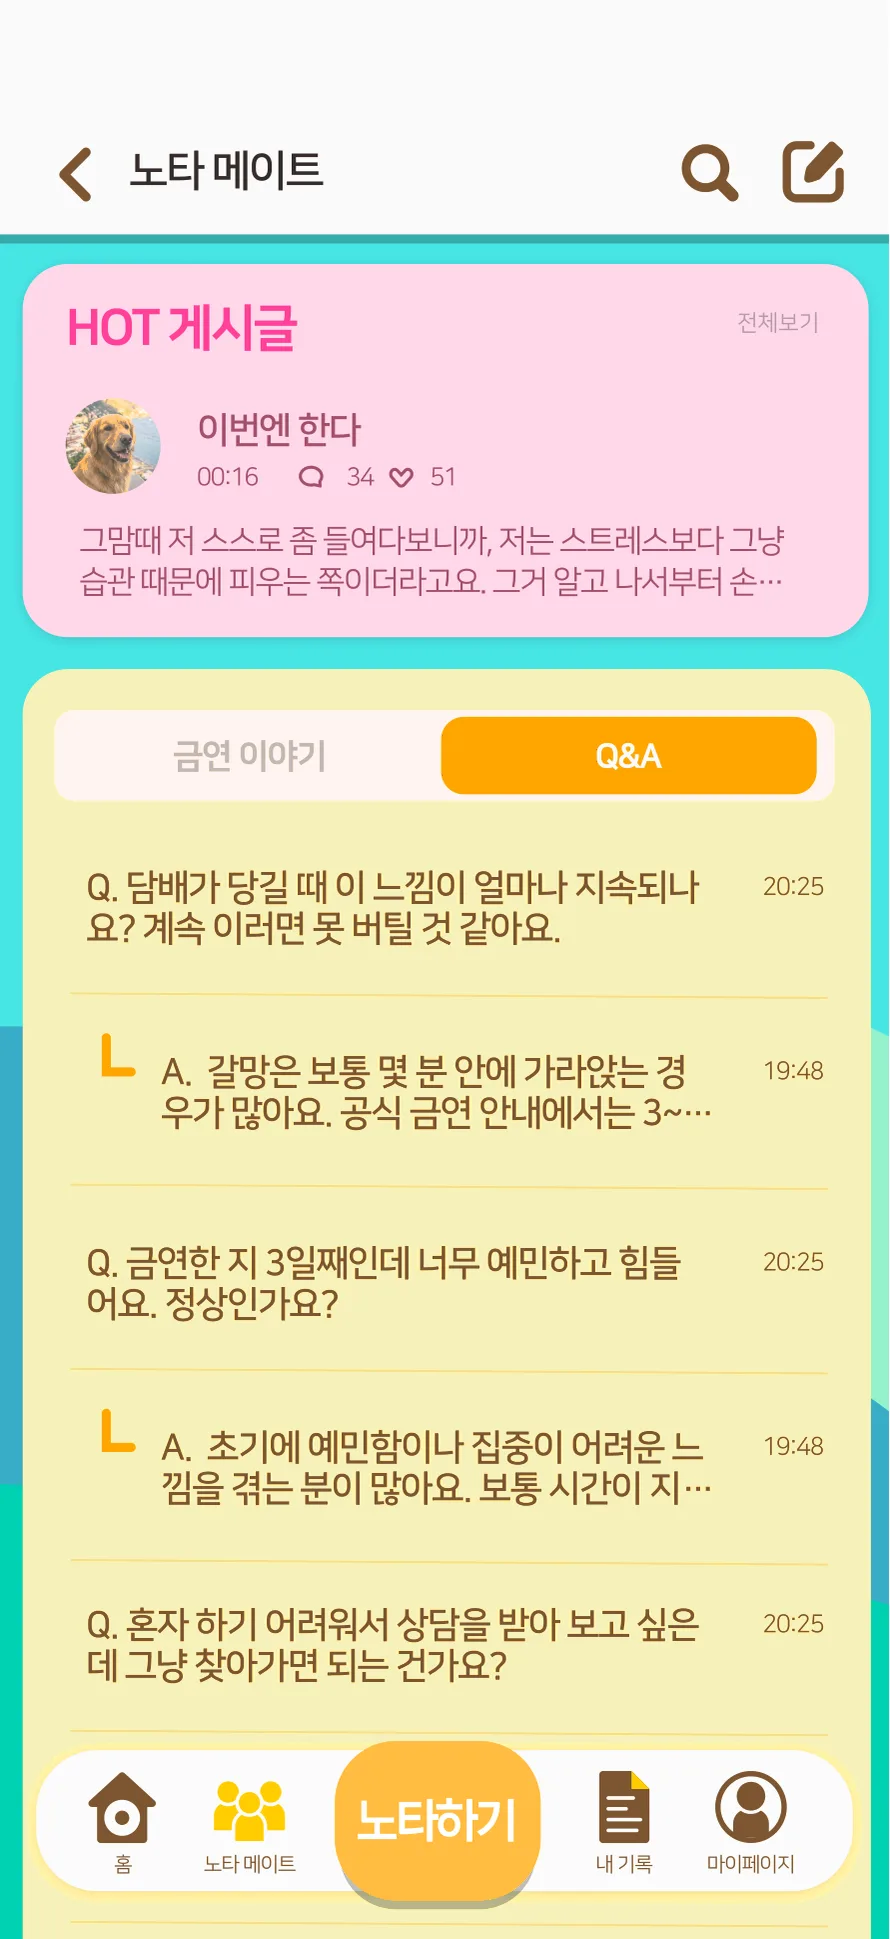 노타 메이트
HOT 게시글
전체보기
이번엔 한다
00:16 34 51
그맘때 저 스스로 좀 들여다보니까, 저는 스트레스보다 그냥
습관 때문에 피우는 쪽이더라고요. 그거 알고 나서부터 손…
금연 이야기
Q&A
Q. 담배가 당길 때 이 느낌이 얼마나 지속되나
요? 계속 이러면 못 버틸 것 같아요.
20:25
A. 갈망은 보통 몇 분 안에 가라앉는 경
우가 많아요. 공식 금연 안내에서는 3~…
19:48
Q. 금연한 지 3일째인데 너무 예민하고 힘들
어요. 정상인가요?
20:25
A. 초기에 예민함이나 집중이 어려운 느
낌을 겪는 분이 많아요. 보통 시간이 지…
19:48
Q. 혼자 하기 어려워서 상담을 받아 보고 싶은
데 그냥 찾아가면 되는 건가요?
20:25
홈
노타 메이트
노타하기
내 기록
마이페이지